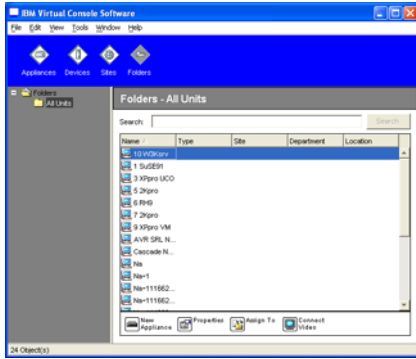 IBM Virtual Console Software
File Edit View Tools Window Help
Appliances Devices Sites Folders
Folders
All Units
Folders - All Units
Search:
Search
Name / Type Site Department Location
10 W3Ksrv
1 SuSE91
3 XPpro UCO
5 2Kpro
6 RH9
7 2Kpro
9 XPpro VM
AVR SRL N...
Cascade N...
Na
Na-1
Na-111662...
Na-111662...
New Appliance Properties Assign To Connect Video
24 Object(s)